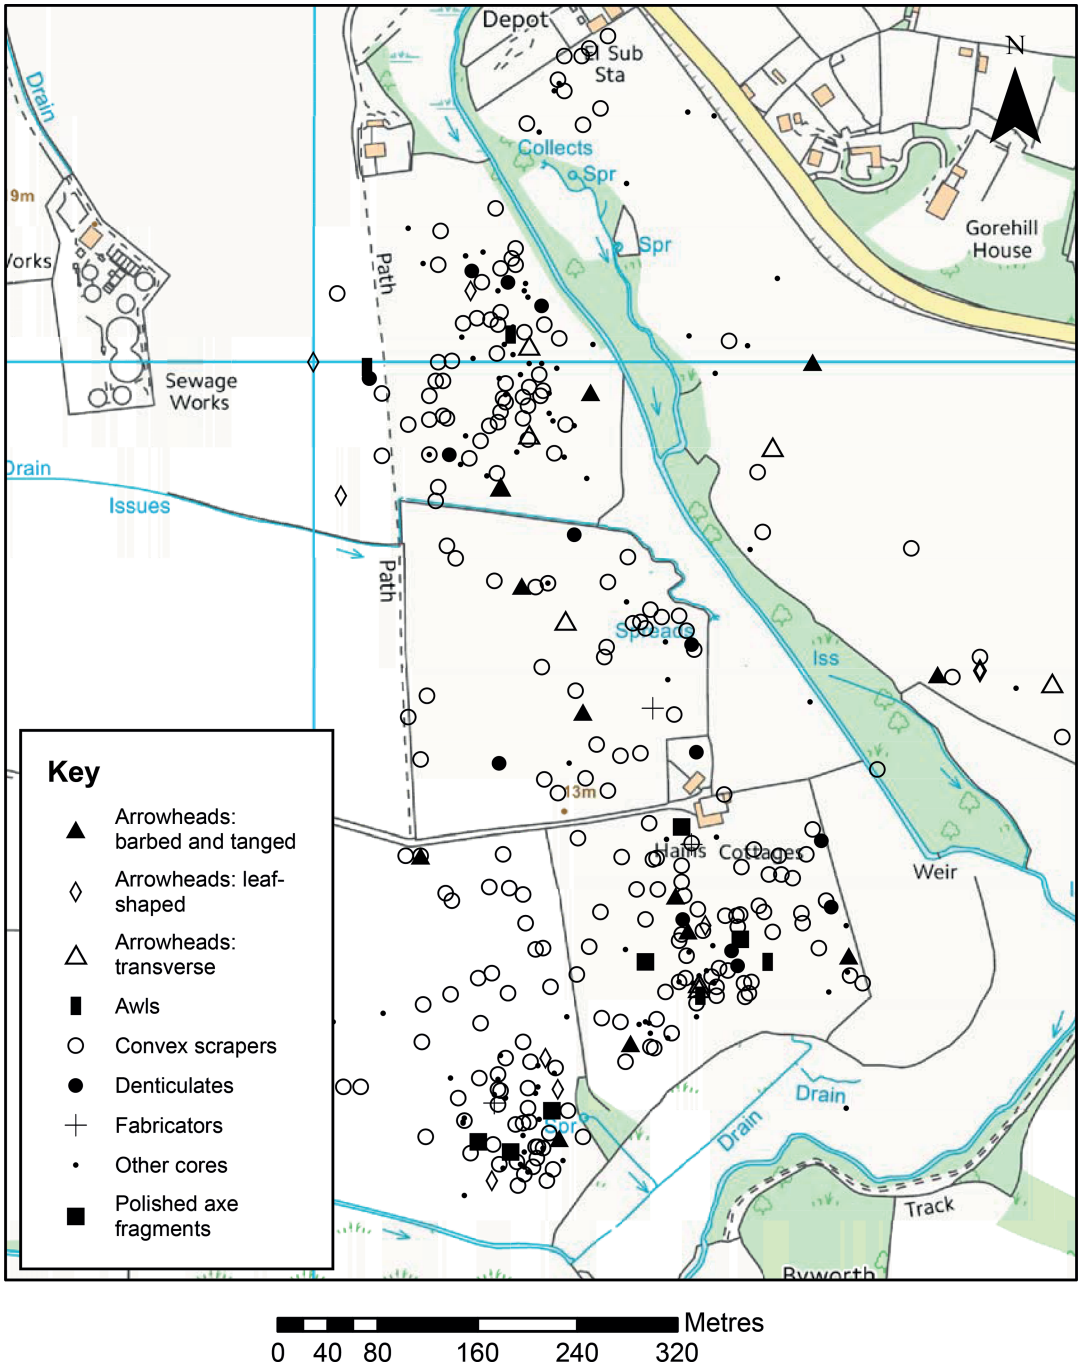 Depot
El Sub
Sta
N
Drain
Collects
Spr
9m
Spr
Gorehill
House
Path
Sewage
Works
Drain
Issues
Path
Spreads
Iss
13m
Hains Cottages
Weir
Drain
Drain
Spr
Track
Byworth
Key
Arrowheads:
barbed and tanged
Arrowheads: leaf-
shaped
Arrowheads:
transverse
Awls
Convex scrapers
Denticulates
Fabricators
Other cores
Polished axe
fragments
Metres
0 40 80 160 240 320